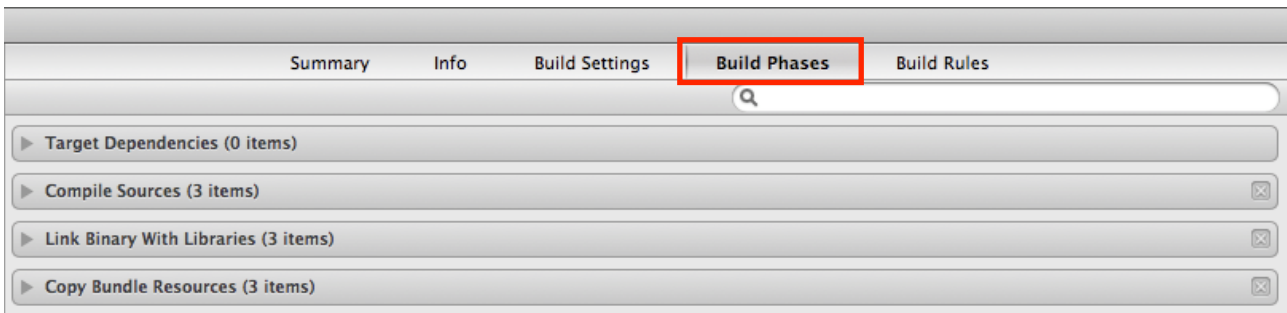 Summary Info Build Settings Build Phases Build Rules
Target Dependencies (0 items)
Compile Sources (3 items)
Link Binary With Libraries (3 items)
Copy Bundle Resources (3 items)